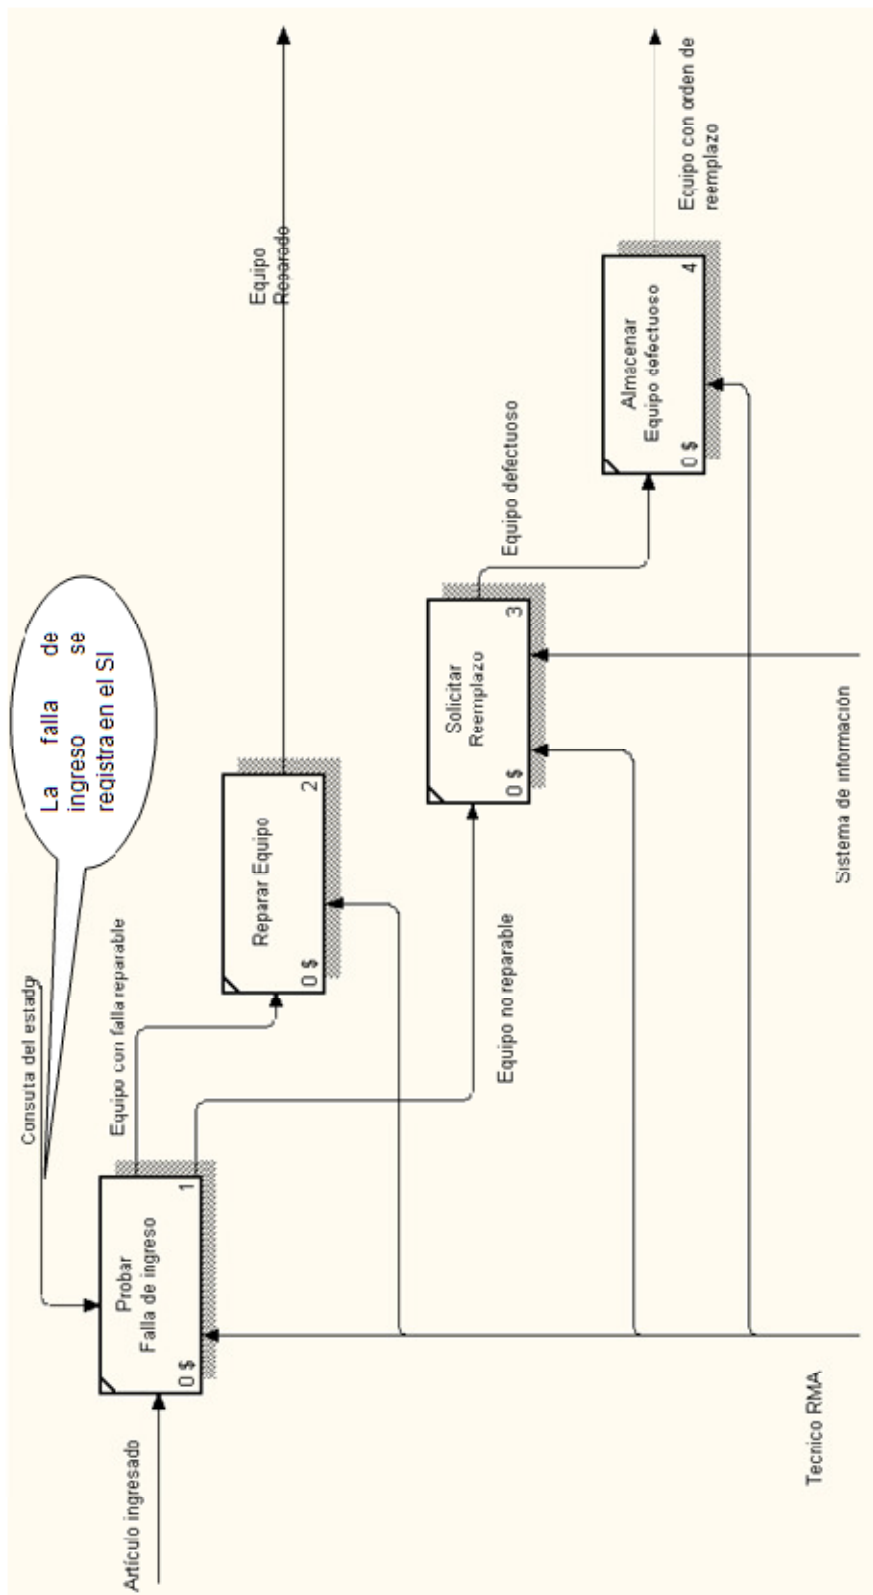 La falla de
ingreso se
registra en el SI
Consuta del estado
Artículo ingresado
Probar
Falla de ingreso
0 $
1
Equipo con falla reparable
Reparar Equipo
0 $
2
Equipo
Reparado
Equipo no reparable
Solicitar
Reemplazo
0 $
3
Equipo defectuoso
Almacenar
Equipo defectuoso
0 $
4
Equipo con orden de
reemplazo
Tecnico RMA
Sistema de información